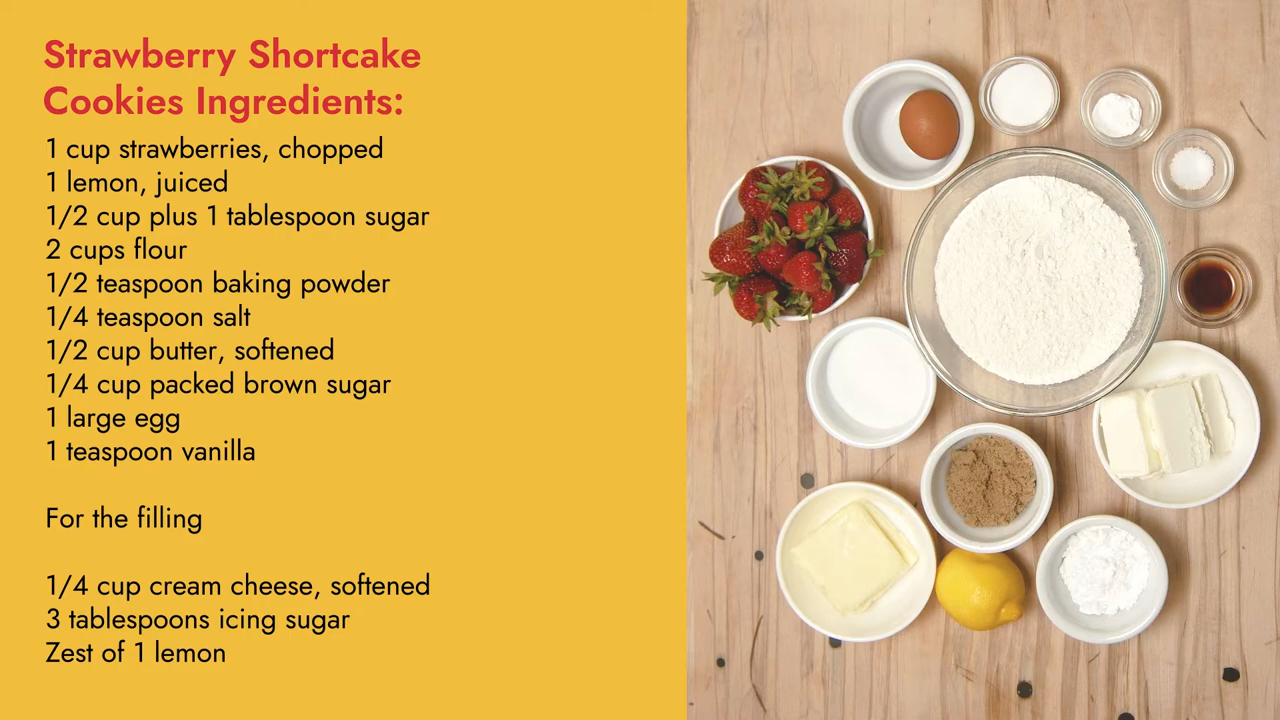 Strawberry Shortcake
Cookies Ingredients:
1 cup strawberries, chopped
1 lemon, juiced
1/2 cup plus 1 tablespoon sugar
2 cups flour
1/2 teaspoon baking powder
1/4 teaspoon salt
1/2 cup butter, softened
1/4 cup packed brown sugar
1 large egg
1 teaspoon vanilla
For the filling
1/4 cup cream cheese, softened
3 tablespoons icing sugar
Zest of 1 lemon